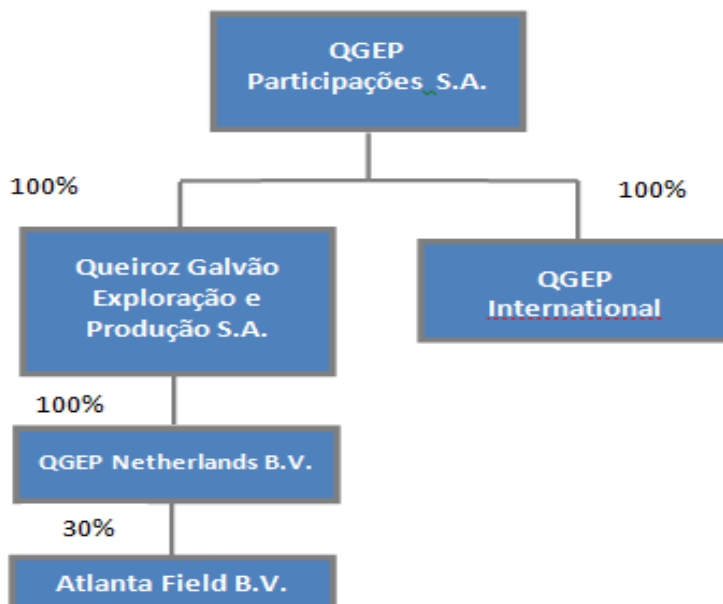 QGEP
Participações S.A.
100%
100%
Queiroz Galvão
Exploração e
Produção S.A.
QGEP
International
100%
QGEP Netherlands B.V.
30%
Atlanta Field B.V.